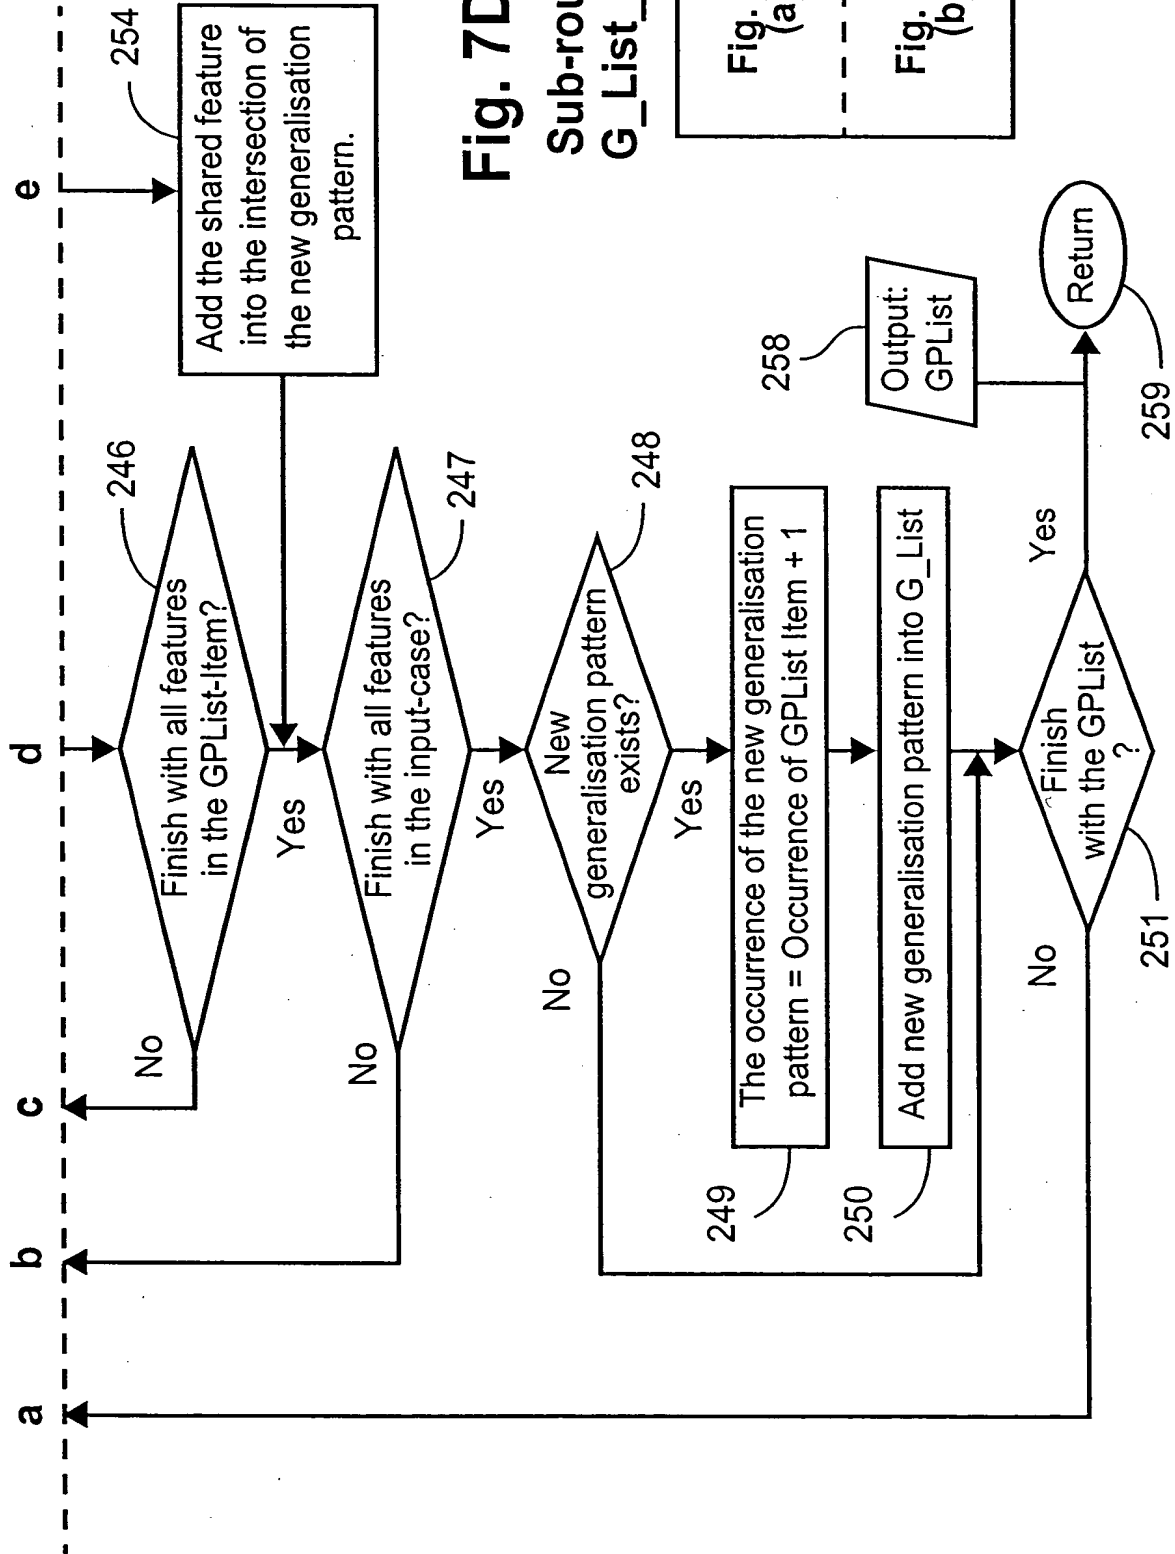 a
b
c
d
e
Finish with all features
in the GPList-Item?
246
No
Yes
Add the shared feature
into the intersection of
the new generalisation
pattern.
254
Finish with all features
in the input-case?
247
No
Yes
New
generalisation pattern
exists?
248
No
Yes
The occurrence of the new generalisation
pattern = Occurrence of GPList Item + 1
249
Add new generalisation pattern into G_List
250
Finish
with the GPList
?
251
No
Yes
Output:
GPList
258
Return
259
Fig. 7D
G_List_
Fig.
(a
Fig.
(b